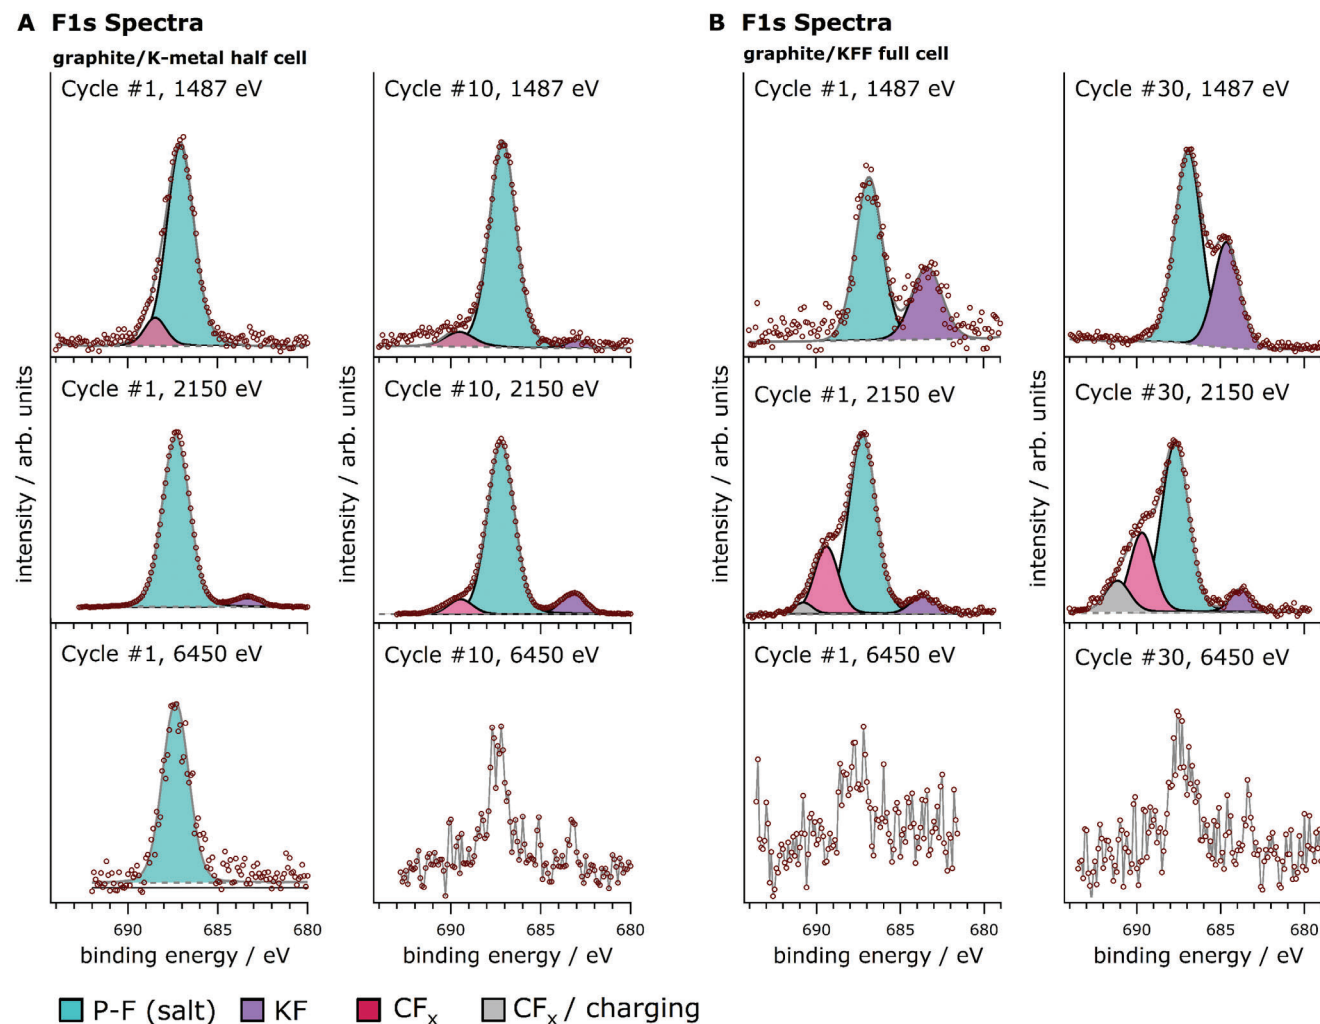 A F1s Spectra
graphite/K-metal half cell
Cycle #1, 1487 eV
Cycle #10, 1487 eV
Cycle #1, 2150 eV
Cycle #10, 2150 eV
Cycle #1, 6450 eV
Cycle #10, 6450 eV
intensity / arb. units
intensity / arb. units
690 685 680
690 685 680
binding energy / eV
binding energy / eV
B F1s Spectra
graphite/KFF full cell
Cycle #1, 1487 eV
Cycle #30, 1487 eV
Cycle #1, 2150 eV
Cycle #30, 2150 eV
Cycle #1, 6450 eV
Cycle #30, 6450 eV
intensity / arb. units
intensity / arb. units
690 685 680
690 685 680
binding energy / eV
binding energy / eV
P-F (salt) KF CFx CFx / charging